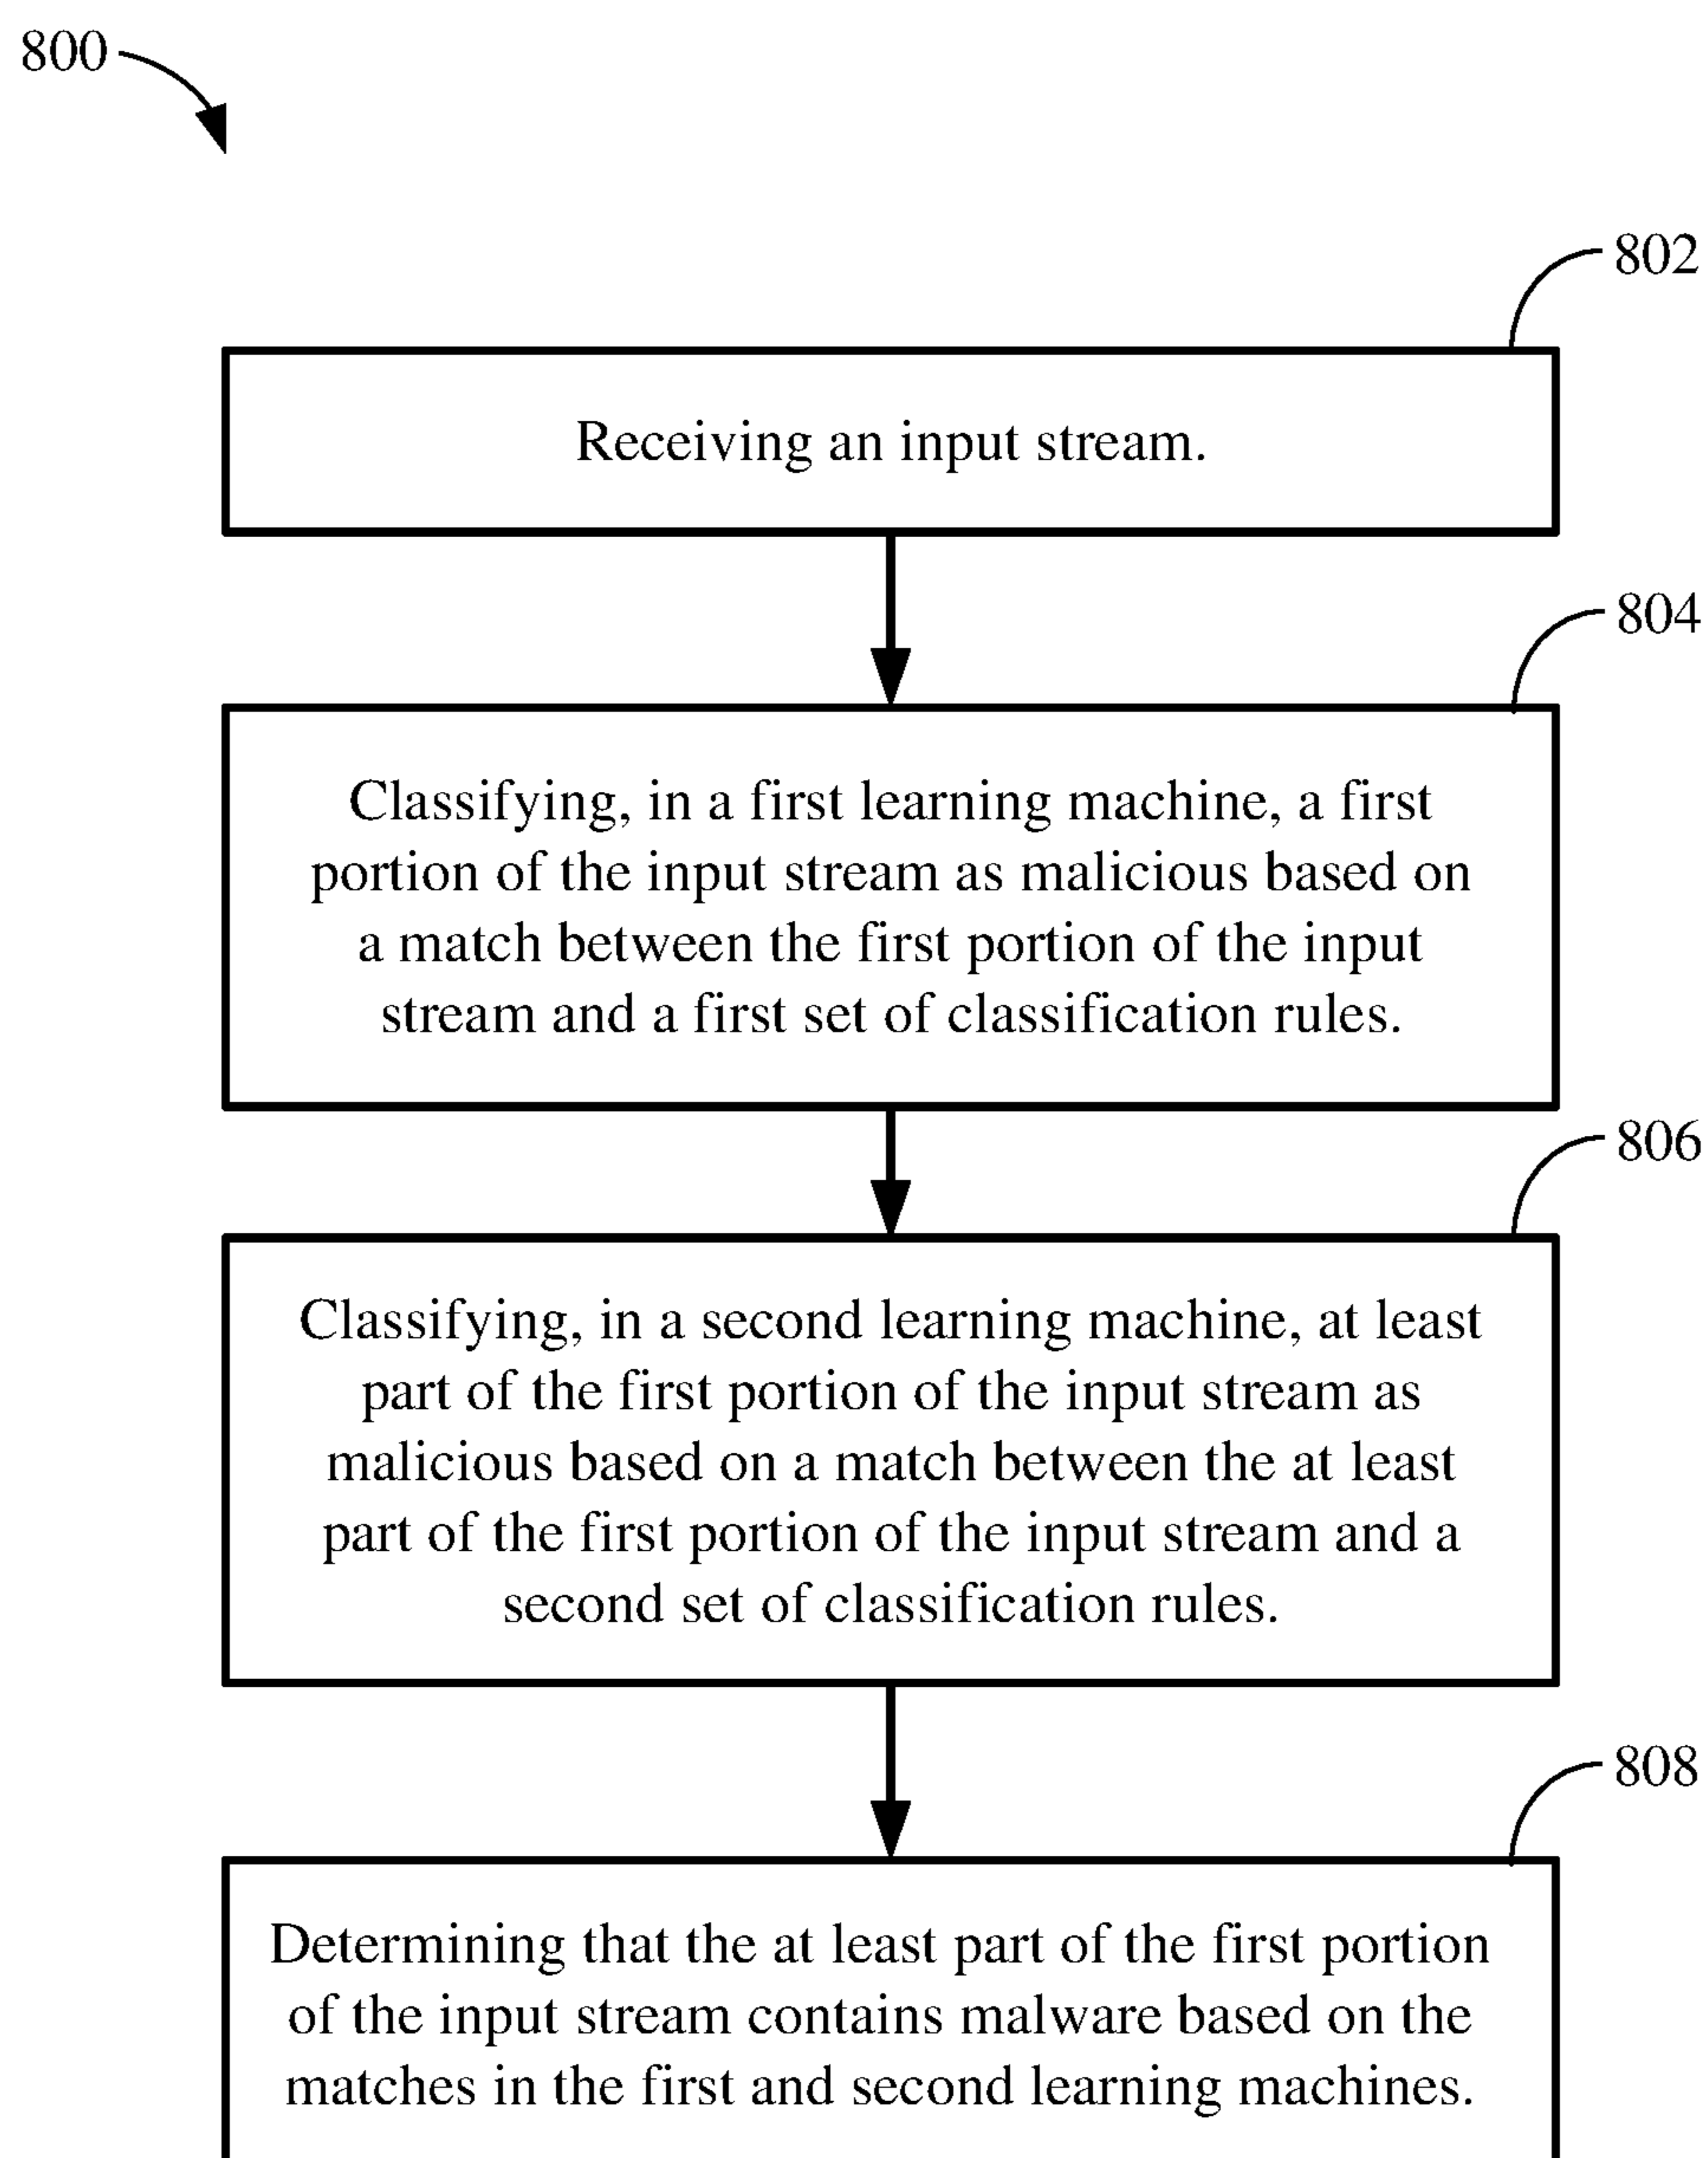 800
802
Receiving an input stream.
804
Classifying, in a first learning machine, a first
portion of the input stream as malicious based on
a match between the first portion of the input
stream and a first set of classification rules.
806
Classifying, in a second learning machine, at least
part of the first portion of the input stream as
malicious based on a match between the at least
part of the first portion of the input stream and a
second set of classification rules.
808
Determining that the at least part of the first portion
of the input stream contains malware based on the
matches in the first and second learning machines.